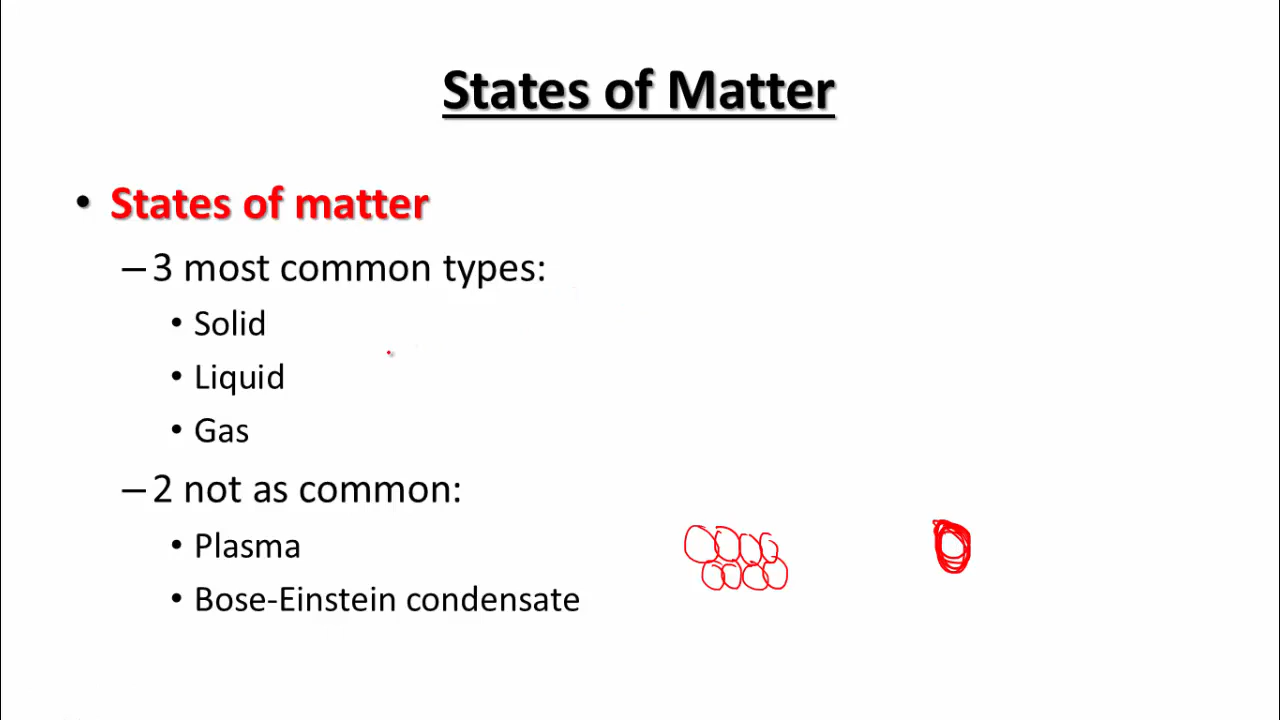 States of Matter
• States of matter
– 3 most common types:
• Solid
• Liquid
• Gas
– 2 not as common:
• Plasma
• Bose-Einstein condensate